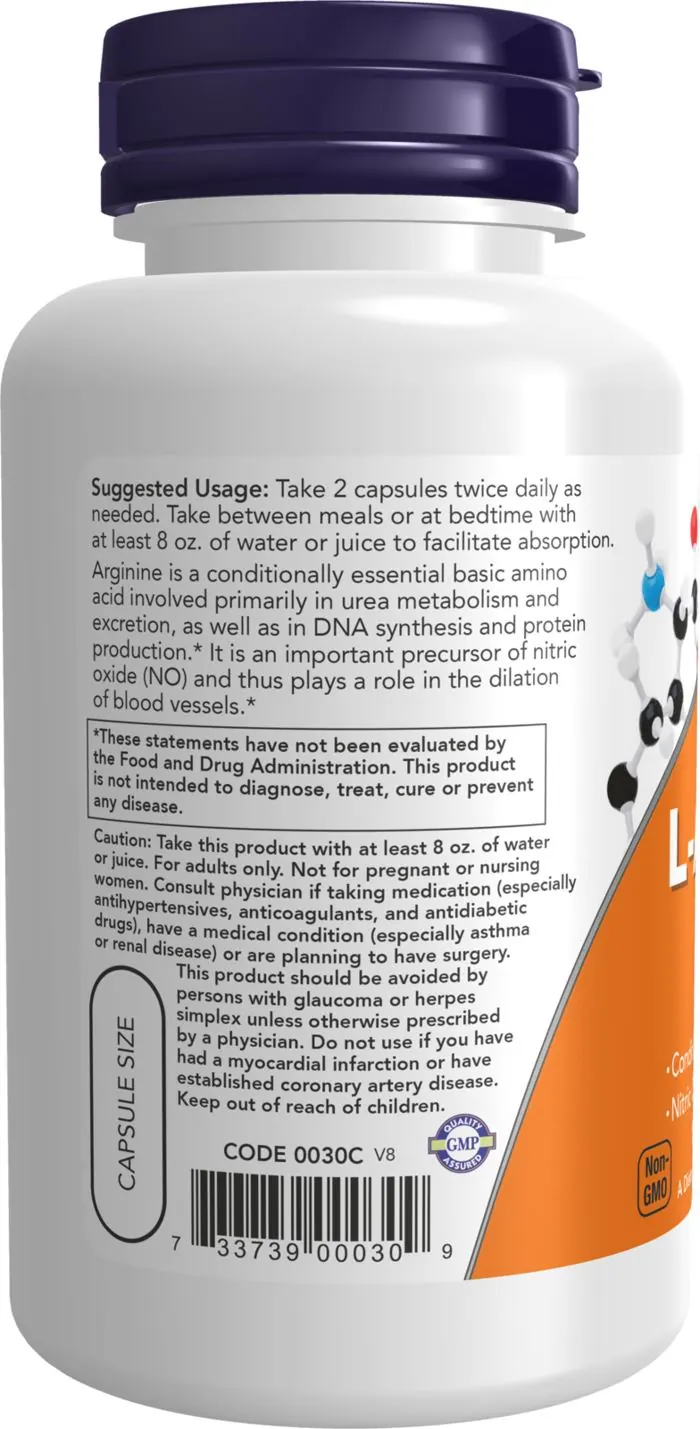 Suggested Usage: Take 2 capsules twice daily as
needed. Take between meals or at bedtime with
at least 8 oz. of water or juice to facilitate absorption.
Arginine is a conditionally essential basic amino
acid involved primarily in urea metabolism and
excretion, as well as in DNA synthesis and protein
production.* It is an important precursor of nitric
oxide (NO) and thus plays a role in the dilation
of blood vessels.*
*These statements have not been evaluated by
the Food and Drug Administration. This product
is not intended to diagnose, treat, cure or prevent
any disease.
Caution: Take this product with at least 8 oz. of water
or juice. For adults only. Not for pregnant or nursing
women. Consult physician if taking medication (especially
antihypertensives, anticoagulants, and antidiabetic
drugs), have a medical condition (especially asthma
or renal disease) or are planning to have surgery.
This product should be avoided by
persons with glaucoma or herpes
simplex unless otherwise prescribed
by a physician. Do not use if you have
had a myocardial infarction or have
established coronary artery disease.
Keep out of reach of children.
CAPSULE SIZE
CODE 0030C V8
QUALITY
GMP
ASSURED
7 33739 00030 9
L-
Nitric
Non-
GMO
A